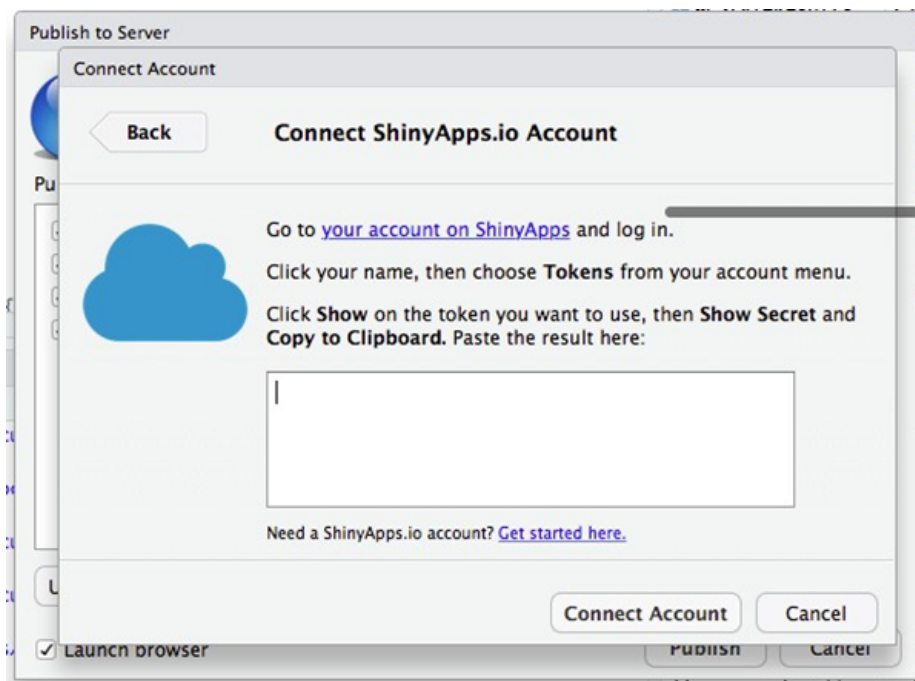 Publish to Server
Connect Account
Back
Connect ShinyApps.io Account
Go to your account on ShinyApps and log in.
Click your name, then choose Tokens from your account menu.
Click Show on the token you want to use, then Show Secret and
Copy to Clipboard. Paste the result here:
Need a ShinyApps.io account? Get started here.
Connect Account Cancel
Launch browser
Publish Cancel